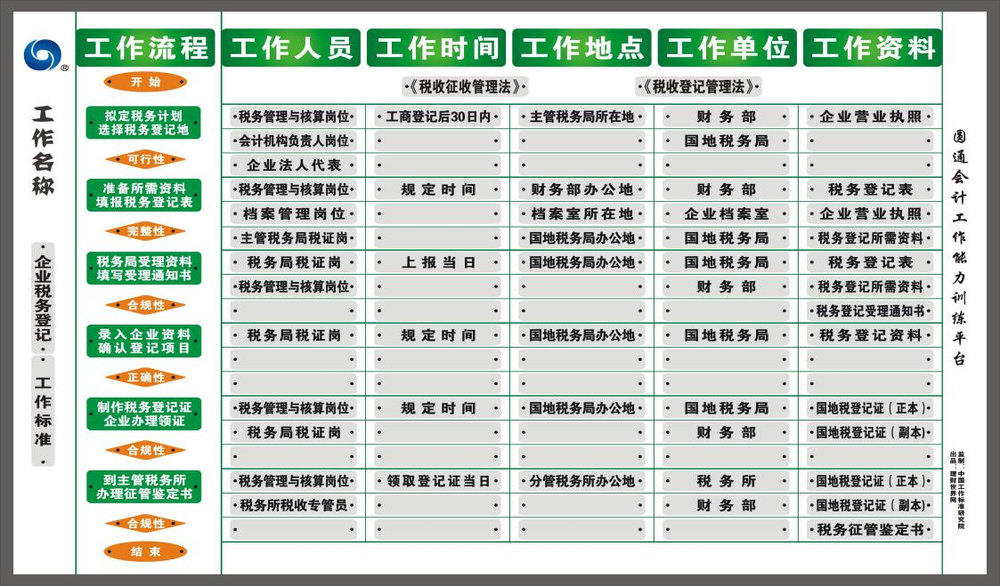 ®
工作名称
企业税务登记
工作标准
工作流程 工作人员 工作时间 工作地点 工作单位 工作资料
开始
《税收征收管理法》 《税收登记管理法》
拟定税务计划
选择税务登记地
税务管理与核算岗位 工商登记后30日内 主管税务局所在地 财务部 企业营业执照
会计机构负责人岗位 国地税务局
可行性
企业法人代表
准备所需资料
填报税务登记表
税务管理与核算岗位 规定时间 财务部办公地 财务部 税务登记表
档案管理岗位 档案室所在地 企业档案室 企业营业执照
完整性
主管税务局税证岗 国地税务局办公地 国地税务局 税务登记所需资料
税务局受理资料
填写受理通知书
税务局税证岗 上报当日 国地税务局办公地 国地税务局 税务登记表
税务管理与核算岗位 财务部 税务登记所需资料
合规性
税务登记受理通知书
录入企业资料
确认登记项目
税务局税证岗 规定时间 国地税务局办公地 国地税务局 税务登记资料
正确性
制作税务登记证
企业办理领证
税务管理与核算岗位 规定时间 国地税务局办公地 国地税务局 国地税登记证（正本）
税务局税证岗 财务部 国地税登记证（副本）
合规性
到主管税务所
办理征管鉴定书
税务管理与核算岗位 领取登记证当日 分管税务所办公地 税务所 国地税登记证（正本）
税务所税收专管员 财务部 国地税登记证（副本）
合规性
税务征管鉴定书
结束
圆通会计工作能力训练平台
监制：中国工作标准研究院
出品：理财世界网